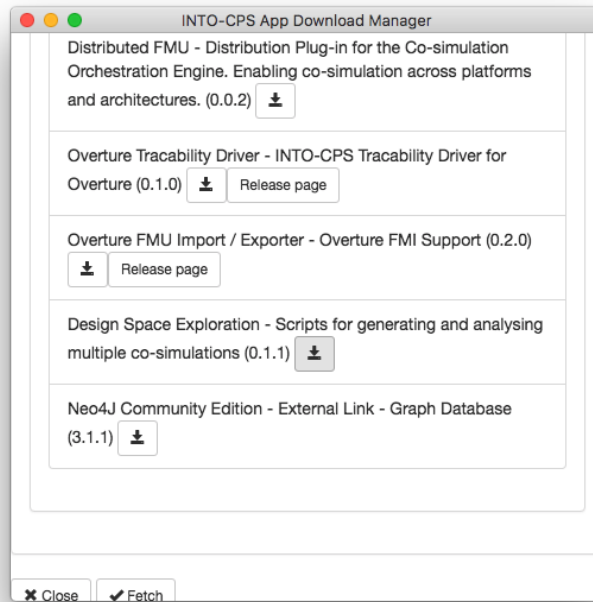 INTO-CPS App Download Manager
Distributed FMU - Distribution Plug-in for the Co-simulation
Orchestration Engine. Enabling co-simulation across platforms
and architectures. (0.0.2)
Overture Tracability Driver - INTO-CPS Tracability Driver for
Overture (0.1.0) Release page
Overture FMU Import / Exporter - Overture FMI Support (0.2.0)
Release page
Design Space Exploration - Scripts for generating and analysing
multiple co-simulations (0.1.1)
Neo4J Community Edition - External Link - Graph Database
(3.1.1)
Close Fetch